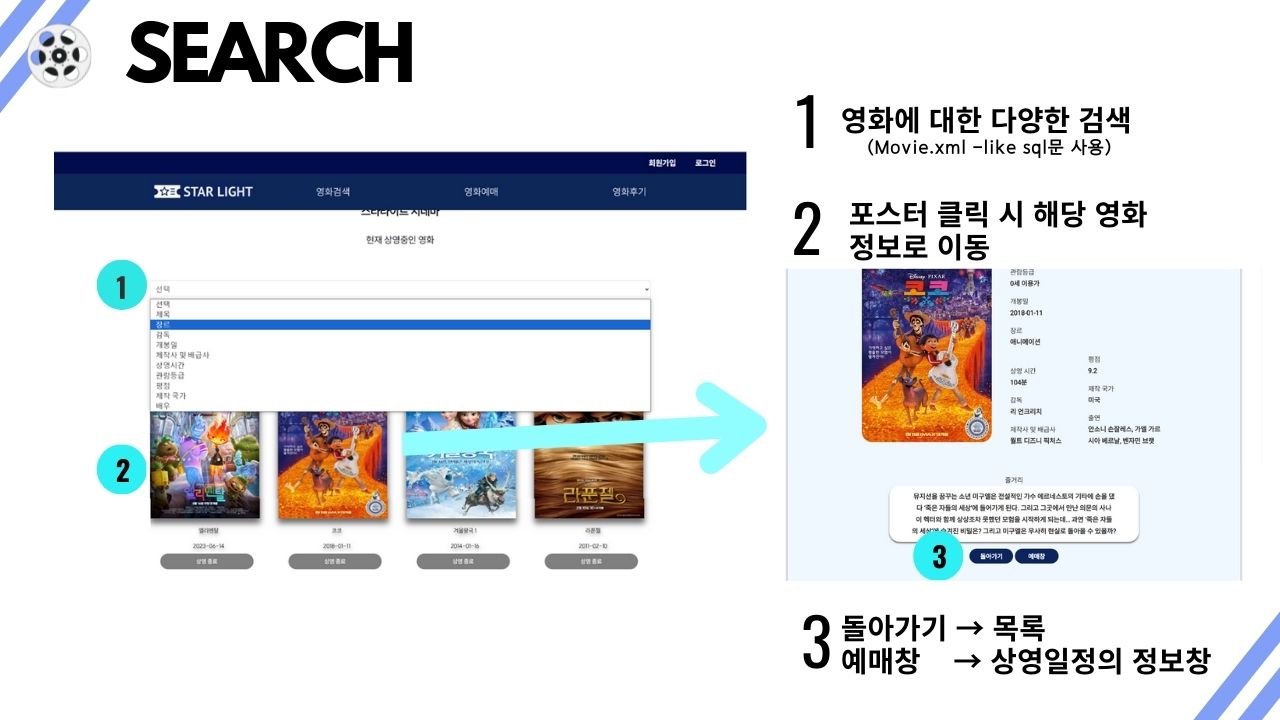 SEARCH
1 영화에 대한 다양한 검색
(Movie.xml -like sql문 사용)
2 포스터 클릭 시 해당 영화
정보로 이동
회원가입 로그인
STAR LIGHT 영화검색 영화예매 영화후기
스타라이트 시네마
현재 상영중인 영화
1
선택
선택
제목
장르
감독
개봉일
제작사 및 배급사
상영시간
관람등급
평점
제작 국가
배우
2
엘리멘탈
겨울왕국
라푼젤
엘리멘탈 코코 겨울왕국 1 라푼젤
2023-06-14 2018-01-11 2014-01-16 2011-02-10
상영 종료 상영 종료 상영 종료 상영 종료
Disney PIXAR
코코
관람등급
0세 이용가
개봉일
2018-01-11
장르
애니메이션
평점
상영 시간 9.2
104분
제작 국가
감독 미국
리 언크리치
출연
제작사 및 배급사 안소니 곤잘레스, 가엘 가르
월트 디즈니 픽처스 시아 베르날, 벤자민 브랫
줄거리
뮤지션을 꿈꾸는 소년 미구엘은 전설적인 가수 에르네스토의 기타에 손을 댔
다 '죽은 자들의 세상'에 들어가게 된다. 그리고 그곳에서 만난 의문의 사나
이 헥터와 함께 상상조차 못했던 모험을 시작하게 되는데... 과연 '죽은 자들
의 세상'에 숨겨진 비밀은? 그리고 미구엘은 무사히 현실로 돌아올 수 있을까?
3
돌아가기 예매창
3 돌아가기 → 목록
예매창 → 상영일정의 정보창